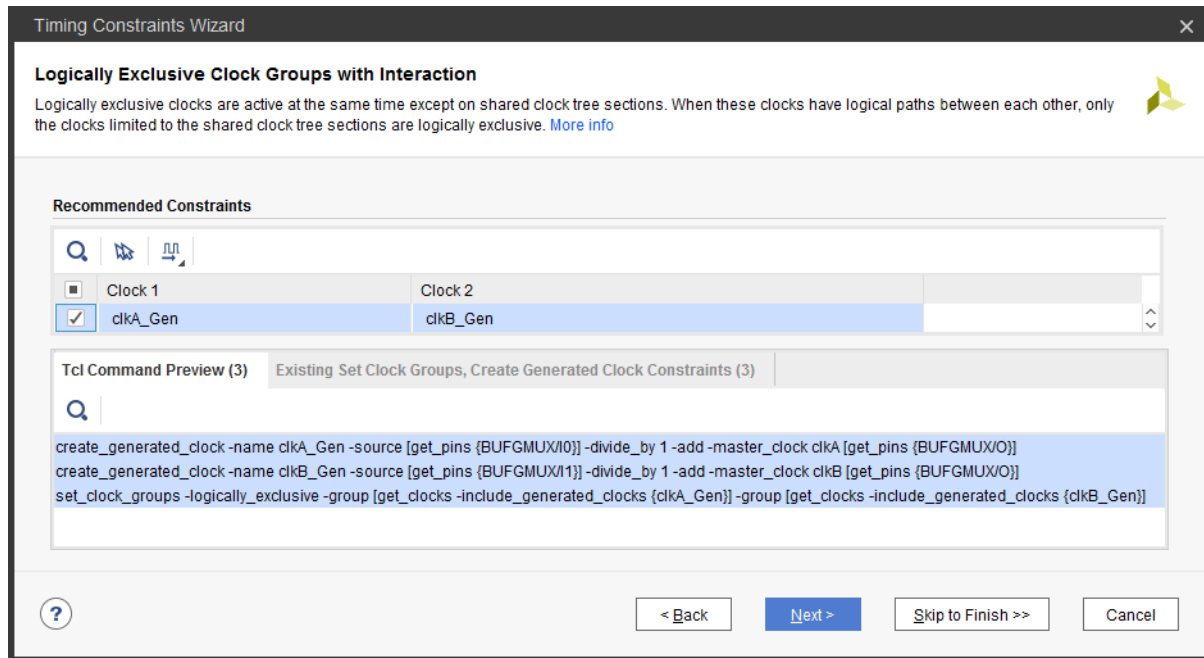 Timing Constraints Wizard
Logically Exclusive Clock Groups with Interaction
Logically exclusive clocks are active at the same time except on shared clock tree sections. When these clocks have logical paths between each other, only
the clocks limited to the shared clock tree sections are logically exclusive. More info
Recommended Constraints
Clock 1 Clock 2
clkA_Gen clkB_Gen
Tcl Command Preview (3) Existing Set Clock Groups, Create Generated Clock Constraints (3)
create_generated_clock -name clkA_Gen -source [get_pins {BUFGMUX/I0}] -divide_by 1 -add -master_clock clkA [get_pins {BUFGMUX/O}]
create_generated_clock -name clkB_Gen -source [get_pins {BUFGMUX/I1}] -divide_by 1 -add -master_clock clkB [get_pins {BUFGMUX/O}]
set_clock_groups -logically_exclusive -group [get_clocks -include_generated_clocks {clkA_Gen}] -group [get_clocks -include_generated_clocks {clkB_Gen}]
? < Back Next > Skip to Finish >> Cancel